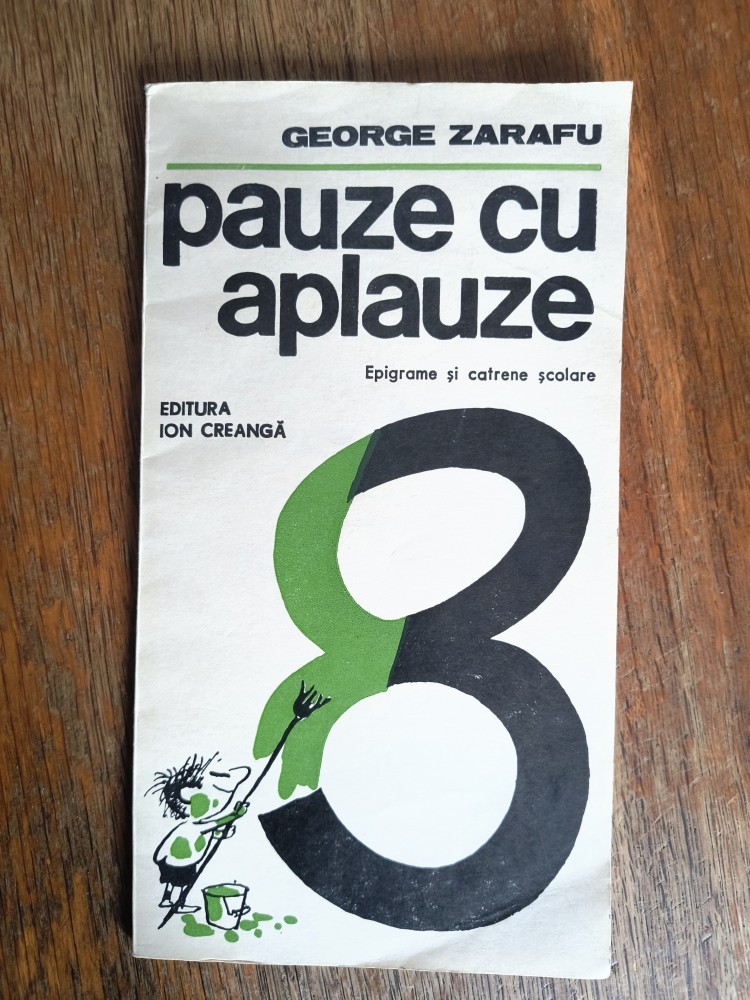 GEORGE ZARAFU
pauze cu
aplauze
Epigrame și catrene școlare
EDITURA
ION CREANGĂ
8